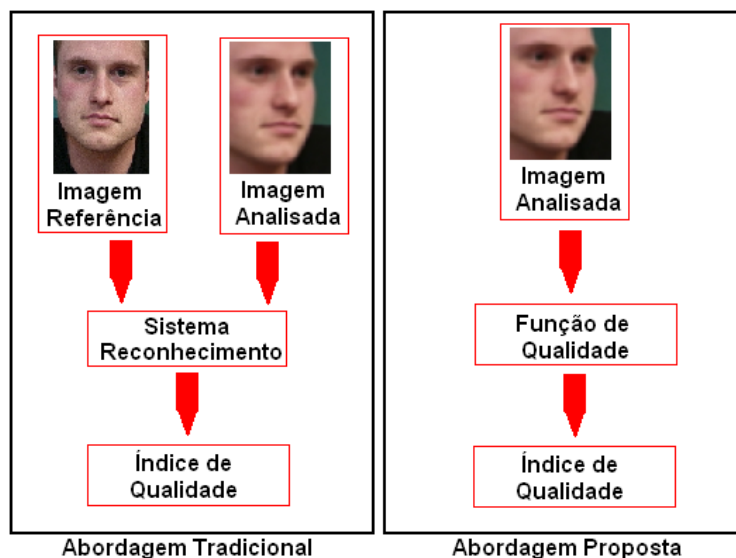 Imagem
Referência
Imagem
Analisada
Sistema
Reconhecimento
Índice de
Qualidade
Abordagem Tradicional
Imagem
Analisada
Função de
Qualidade
Índice de
Qualidade
Abordagem Proposta